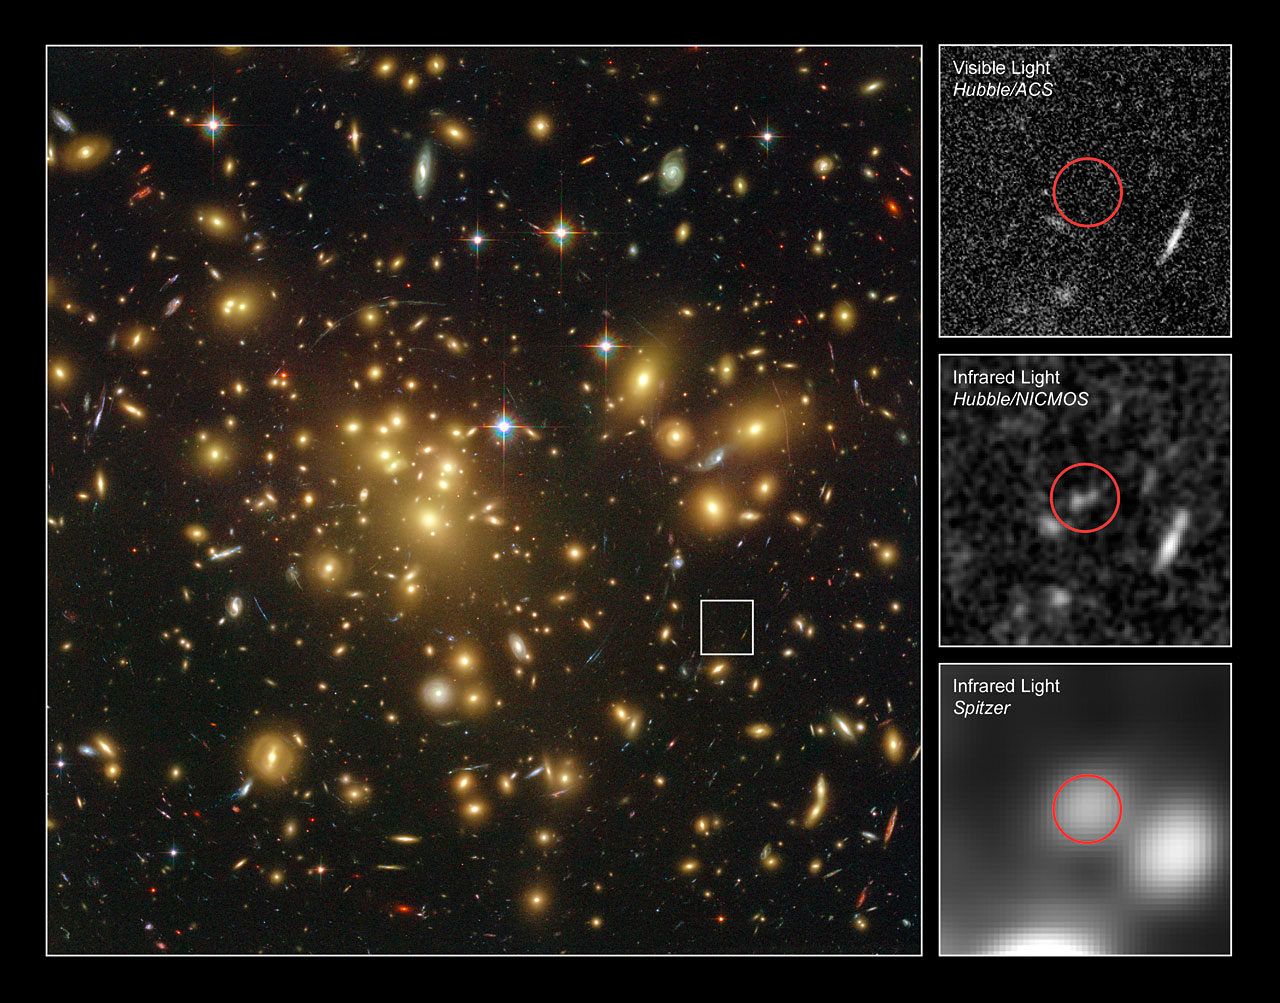 Visible Light
Hubble/ACS
Infrared Light
Hubble/NICMOS
Infrared Light
Spitzer